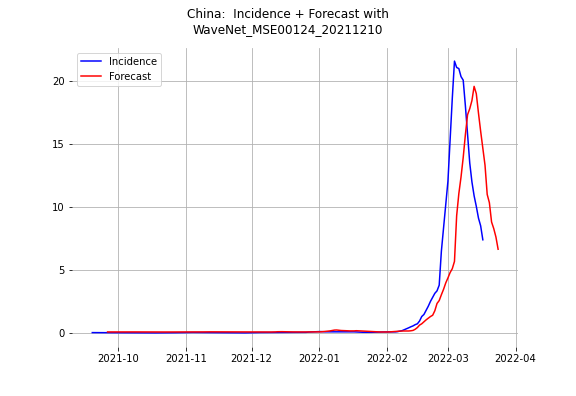 China:  Incidence + Forecast with
WaveNet_MSE00124_20211210
Incidence
Forecast
20
15
10
5
0
2021-10 2021-11 2021-12 2022-01 2022-02 2022-03 2022-04